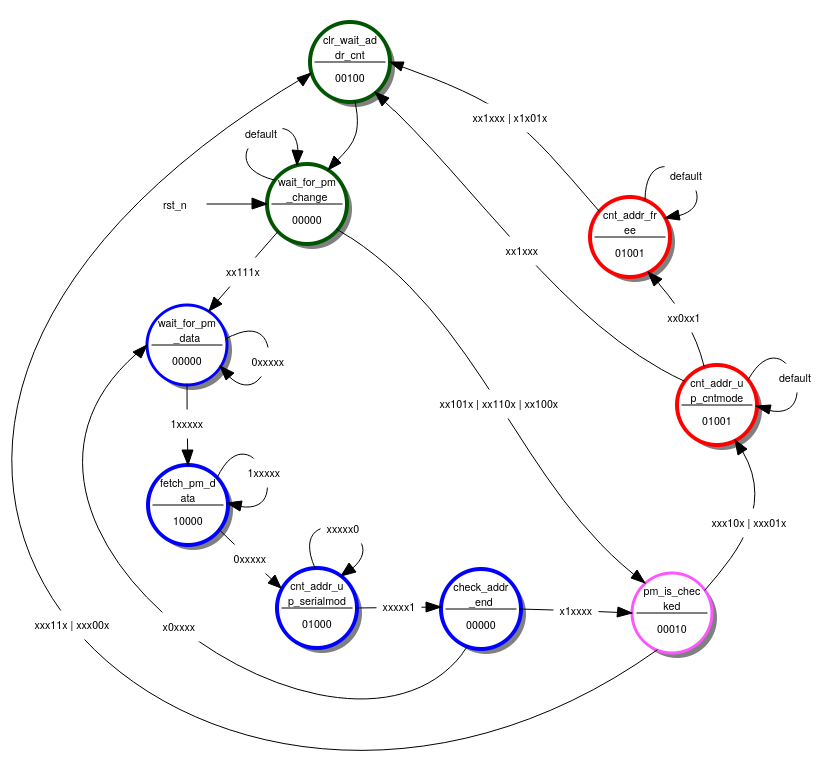 clr_wait_ad
dr_cnt
00100
xx1xxx | x1x01x
default
wait_for_pm
_change
00000
rst_n
default
cnt_addr_fr
ee
01001
xx1xxx
xx111x
xx0xx1
wait_for_pm
_data
00000
0xxxxx
default
cnt_addr_u
p_cntmode
01001
xx101x | xx110x | xx100x
1xxxxx
fetch_pm_d
ata
10000
1xxxxx
xxx10x | xxx01x
xxxxx0
0xxxxx
cnt_addr_u
p_serialmod
01000
xxxxx1
check_addr
_end
00000
x1xxxx
pm_is_chec
ked
00010
xxx11x | xxx00x
x0xxxx